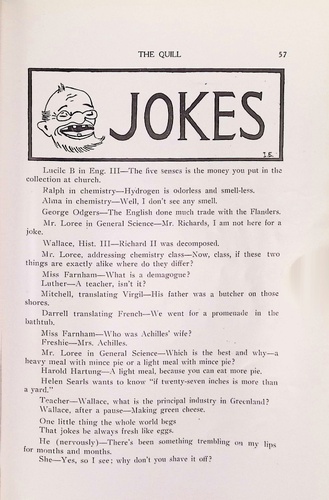 THE QUILL 57
JOKES
I.S.
Lucile B in Eng. III—The five senses is the money you put in the
collection at church.
Ralph in chemistry—Hydrogen is odorless and smell-less.
Alma in chemistry—Well, I don't see any smell.
George Odgers—The English done much trade with the Flanders.
Mr. Loree in General Science—Mr. Richards, I am not here for a
joke.
Wallace, Hist. III—Richard II was decomposed.
Mr. Loree, addressing chemistry class—Now, class, if these two
things are exactly alike where do they differ?
Miss Farnham—What is a demagogue?
Luther—A teacher, isn't it?
Mitchell, translating Virgil—His father was a butcher on those
shores.
Darrell translating French—We went for a promenade in the
bathtub.
Miss Farnham—Who was Achilles' wife?
Freshie—Mrs. Achilles.
Mr. Loree in General Science—Which is the best and why—a
heavy meal with mince pie or a light meal with mince pie?
Harold Hartung—A light meal, because you can eat more pie.
Helen Searls wants to know "if twenty-seven inches is more than
a yard."
Teacher—Wallace, what is the principal industry in Greenland?
Wallace, after a pause—Making green cheese.
One little thing the whole world begs
That jokes be always fresh like eggs.
He (nervously)—There's been something trembling on my lips
for months and months.
She—Yes, so I see; why don't you shave it off?